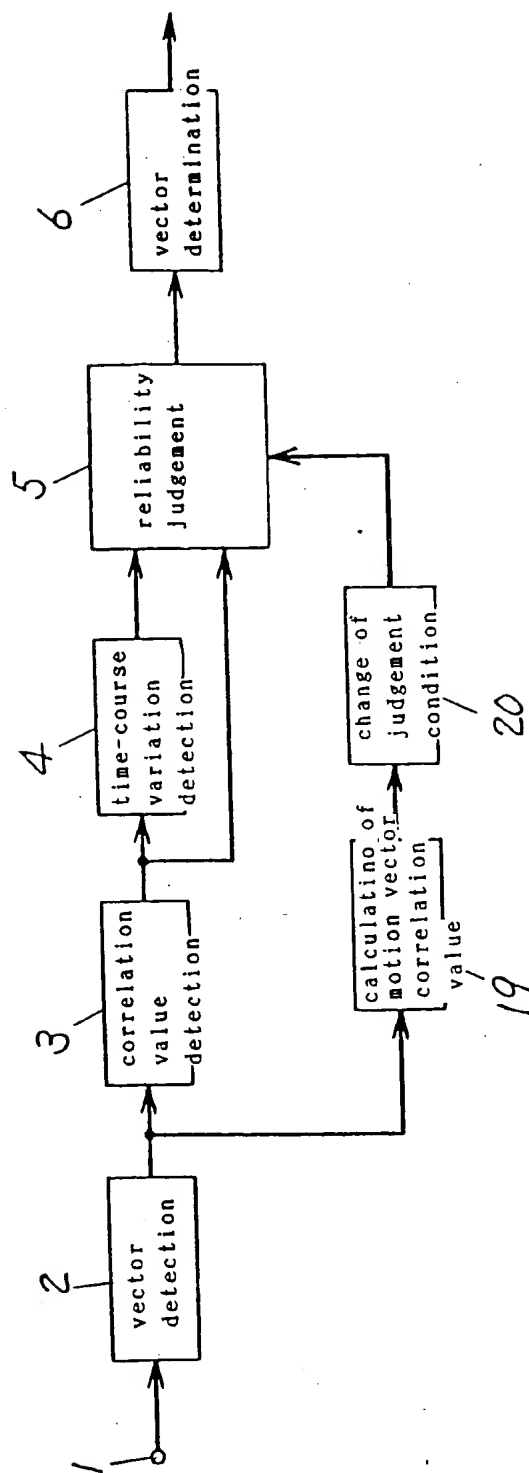 1
2
vector
detection
3
correlation
value
detection
4
time-course
variation
detection
5
reliability
judgement
6
vector
determination
calculatino of
motion vector
correlation
value
19
change of
judgement
condition
20